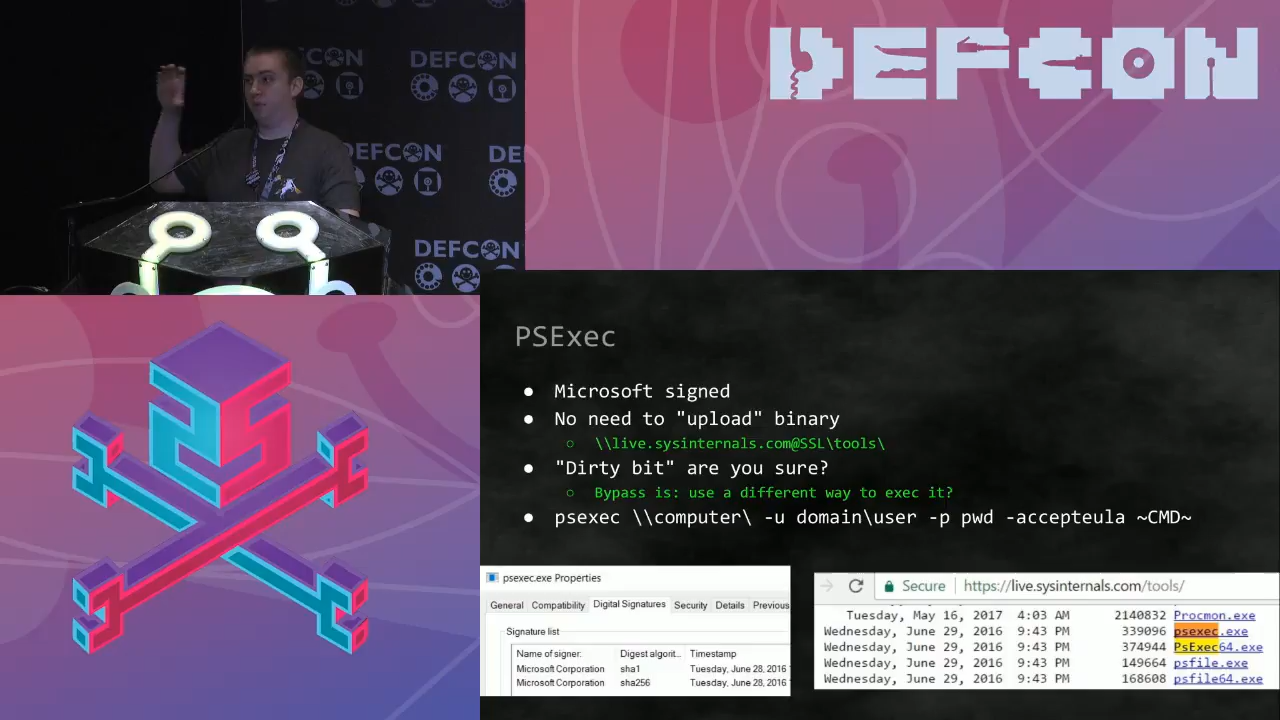 DEFCON
DEFCON
DEFCON
DEFCON
DE
DEFCON
PSExec
● Microsoft signed
● No need to "upload" binary
○ \\live.sysinternals.com@SSL\tools\
● "Dirty bit" are you sure?
○ Bypass is: use a different way to exec it?
● psexec \\computer\ -u domain\user -p pwd -accepteula ~CMD~
psexec.exe Properties
General Compatibility Digital Signatures Security Details Previous
Signature list
Name of signer: Digest algorit... Timestamp
Microsoft Corporation sha1 Tuesday, June 28, 2016
Microsoft Corporation sha256 Tuesday, June 28, 2016
Secure https://live.sysinternals.com/tools/
Tuesday, May 16, 2017 4:03 AM 2140832 Procmon.exe
Wednesday, June 29, 2016 9:43 PM 339096 psexec.exe
Wednesday, June 29, 2016 9:43 PM 374944 PsExec64.exe
Wednesday, June 29, 2016 9:43 PM 149664 psfile.exe
Wednesday, June 29, 2016 9:43 PM 168608 psfile64.exe